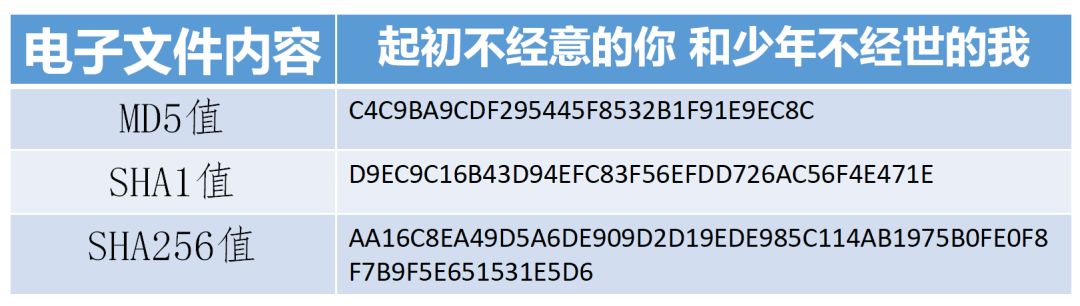 电子文件内容 起初不经意的你 和少年不经世的我
MD5值 C4C9BA9CDF295445F8532B1F91E9EC8C
SHA1值 D9EC9C16B43D94EFC83F56EFDD726AC56F4E471E
SHA256值 AA16C8EA49D5A6DE909D2D19EDE985C114AB1975B0FE0F8
F7B9F5E651531E5D6